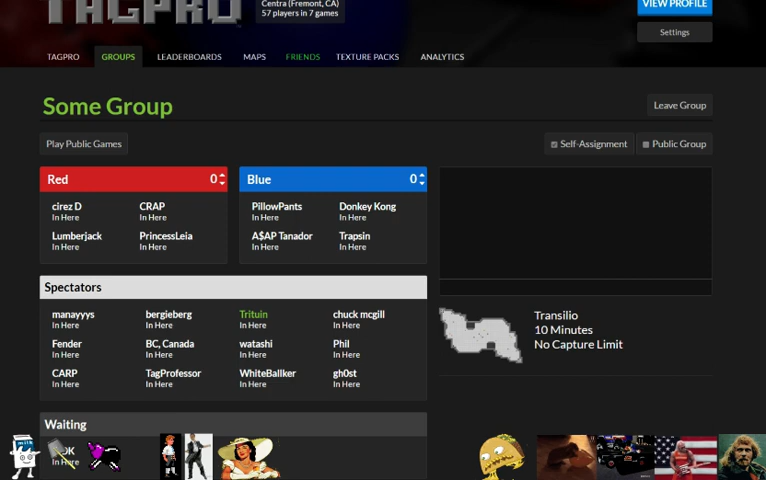 TAGPRO
Centra (Fremont, CA)
57 players in 7 games
VIEW PROFILE
Settings
TAGPRO GROUPS LEADERBOARDS MAPS FRIENDS TEXTURE PACKS ANALYTICS
Some Group
Leave Group
Play Public Games
Self-Assignment Public Group
Red 0 Blue 0
cirez D CRAP PillowPants Donkey Kong
In Here In Here In Here In Here
Lumberjack PrincessLeia A$AP Tanador Trapsin
In Here In Here In Here In Here
Spectators
manayyys bergieberg Trituin chuck mcgill
In Here In Here In Here In Here
Fender BC, Canada watashi Phil
In Here In Here In Here In Here
CARP TagProfessor WhiteBallker gh0st
In Here In Here In Here In Here
Transilio
10 Minutes
No Capture Limit
Waiting
In Here